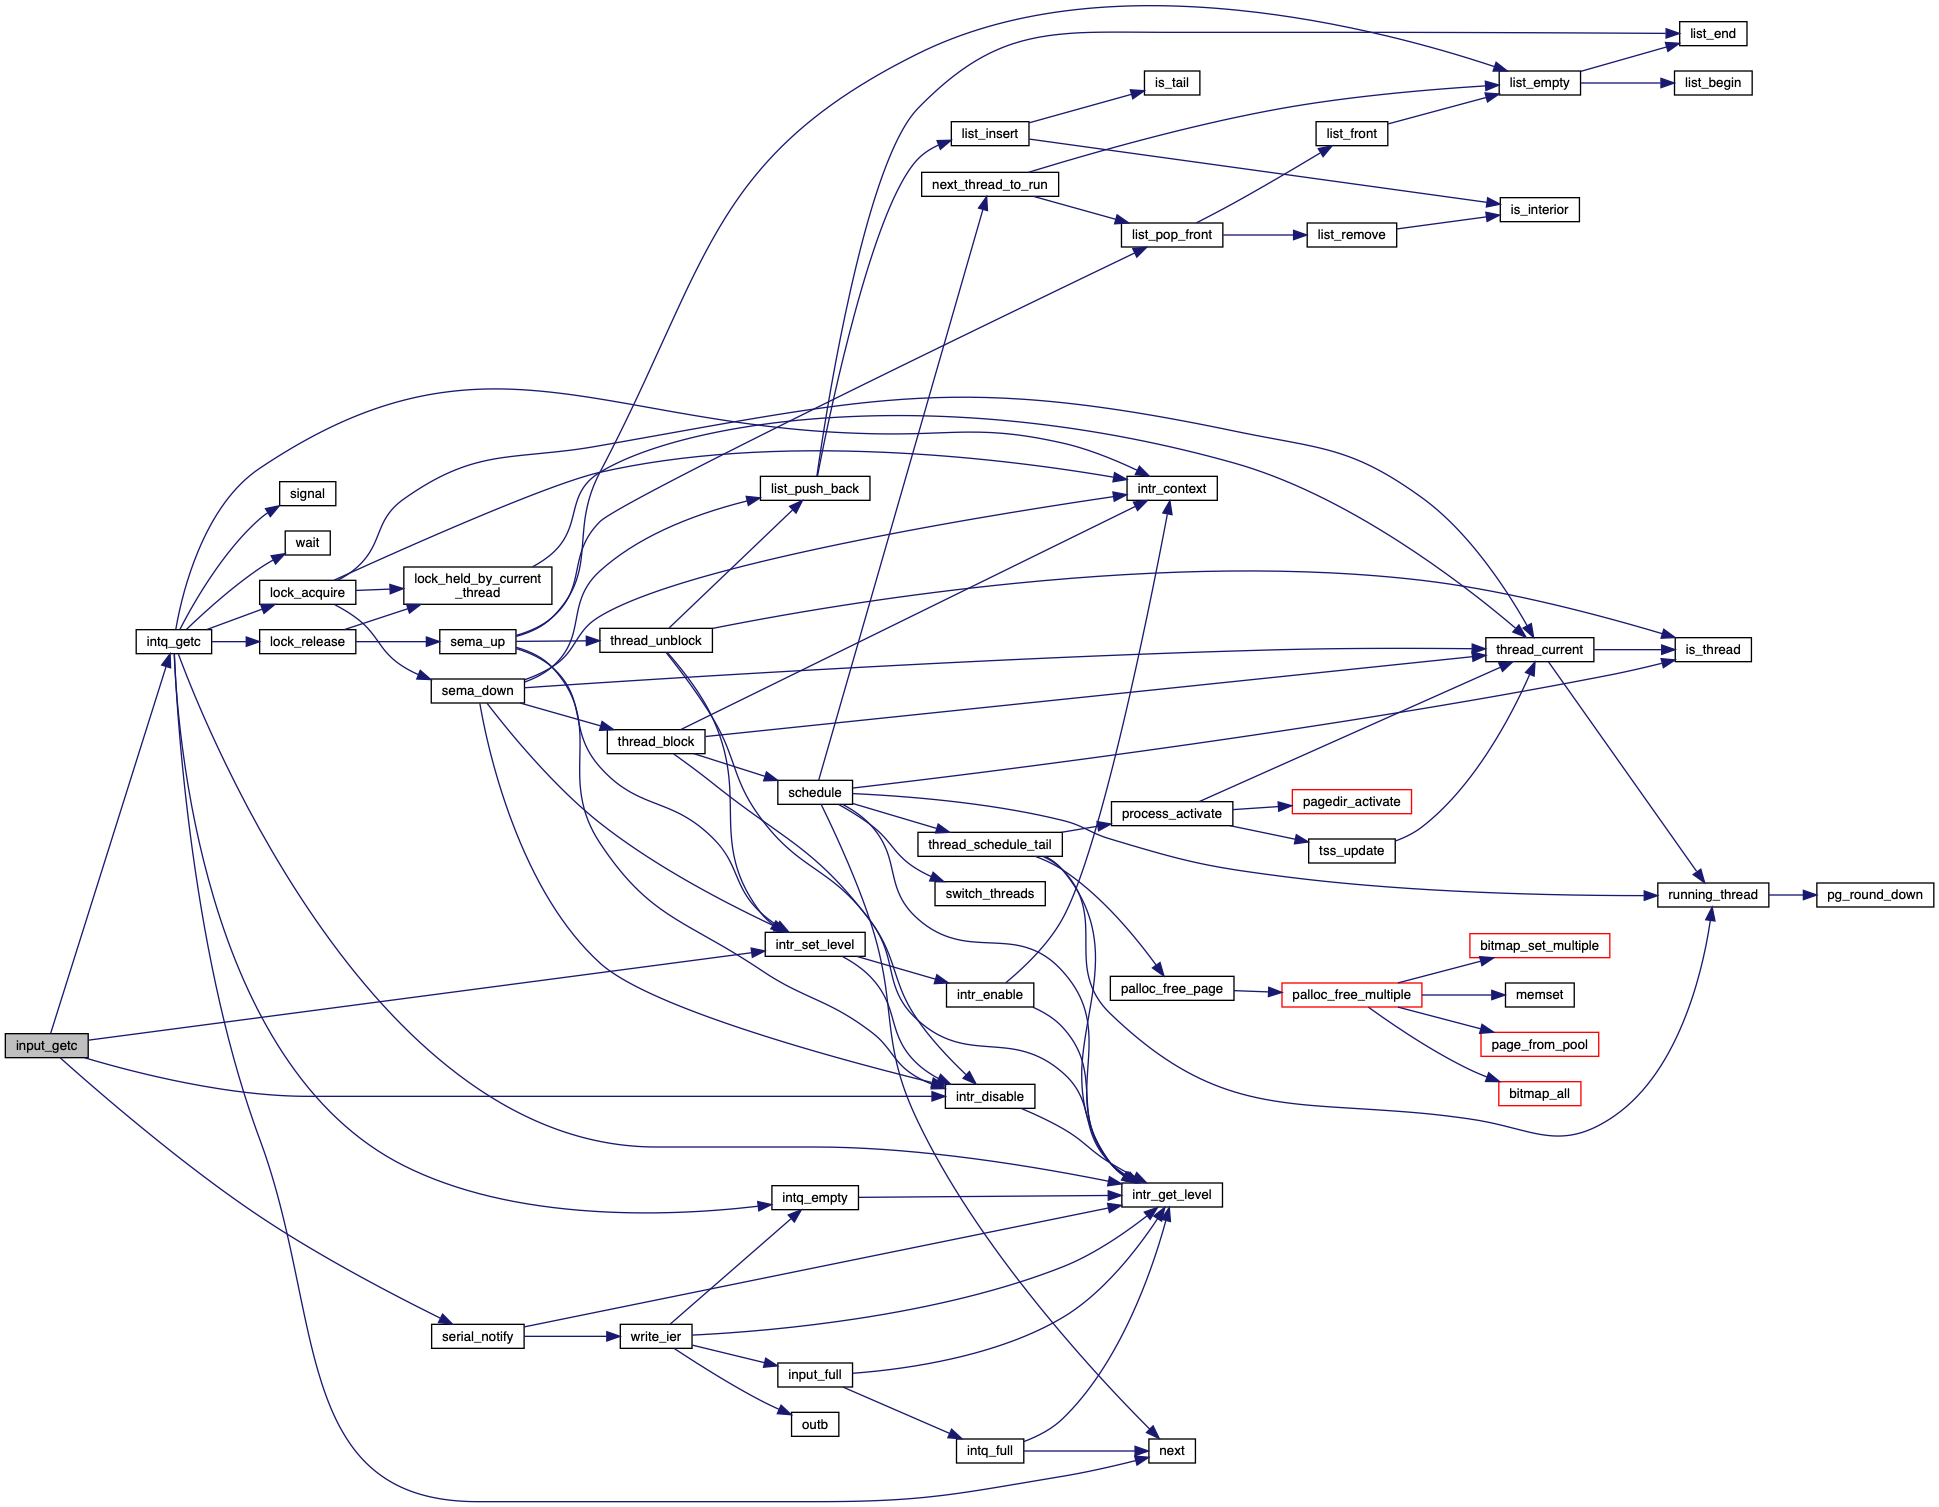 list_end
is_tail
list_empty
list_begin
list_insert
list_front
next_thread_to_run
is_interior
list_pop_front
list_remove
signal
list_push_back
intr_context
wait
lock_acquire
lock_held_by_current
_thread
intq_getc
lock_release
sema_up
thread_unblock
thread_current
is_thread
sema_down
thread_block
schedule
process_activate
pagedir_activate
thread_schedule_tail
tss_update
switch_threads
running_thread
pg_round_down
intr_set_level
bitmap_set_multiple
intr_enable
palloc_free_page
palloc_free_multiple
memset
input_getc
page_from_pool
intr_disable
bitmap_all
intq_empty
intr_get_level
serial_notify
write_ier
input_full
outb
intq_full
next